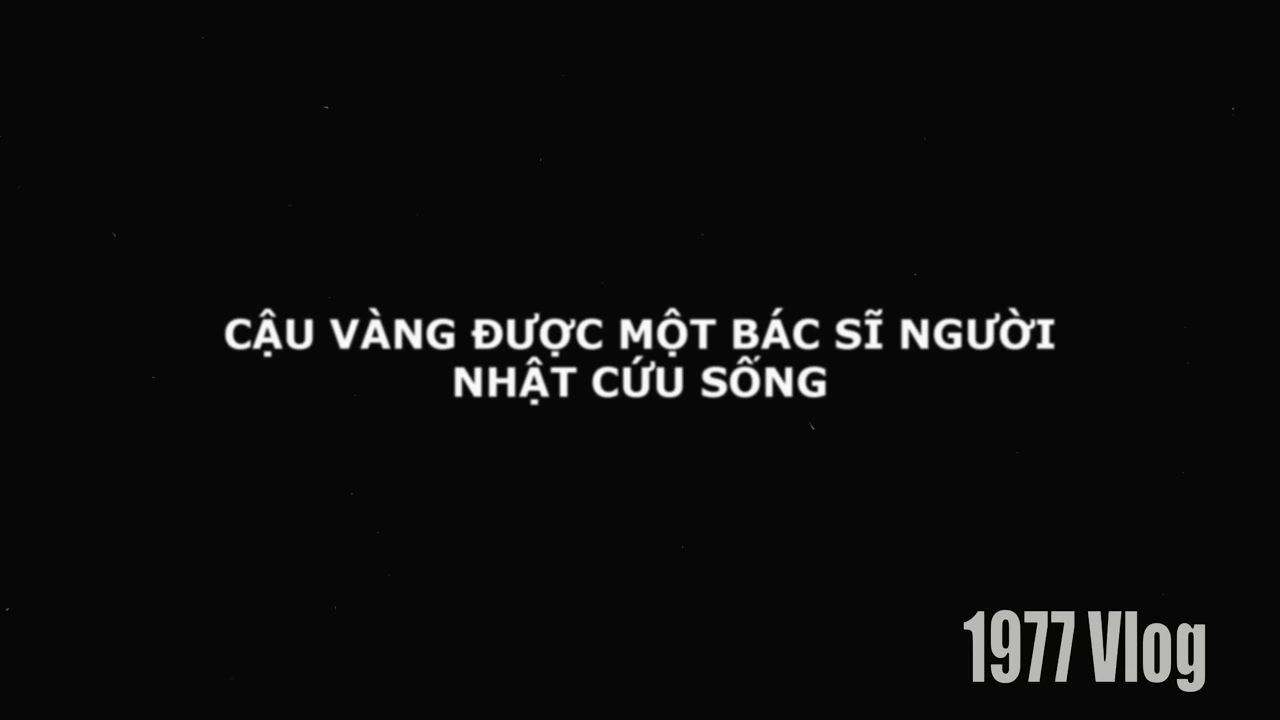 CẬU VÀNG ĐƯỢC MỘT BÁC SĨ NGƯỜI
NHẬT CỨU SỐNG
1977 Vlog